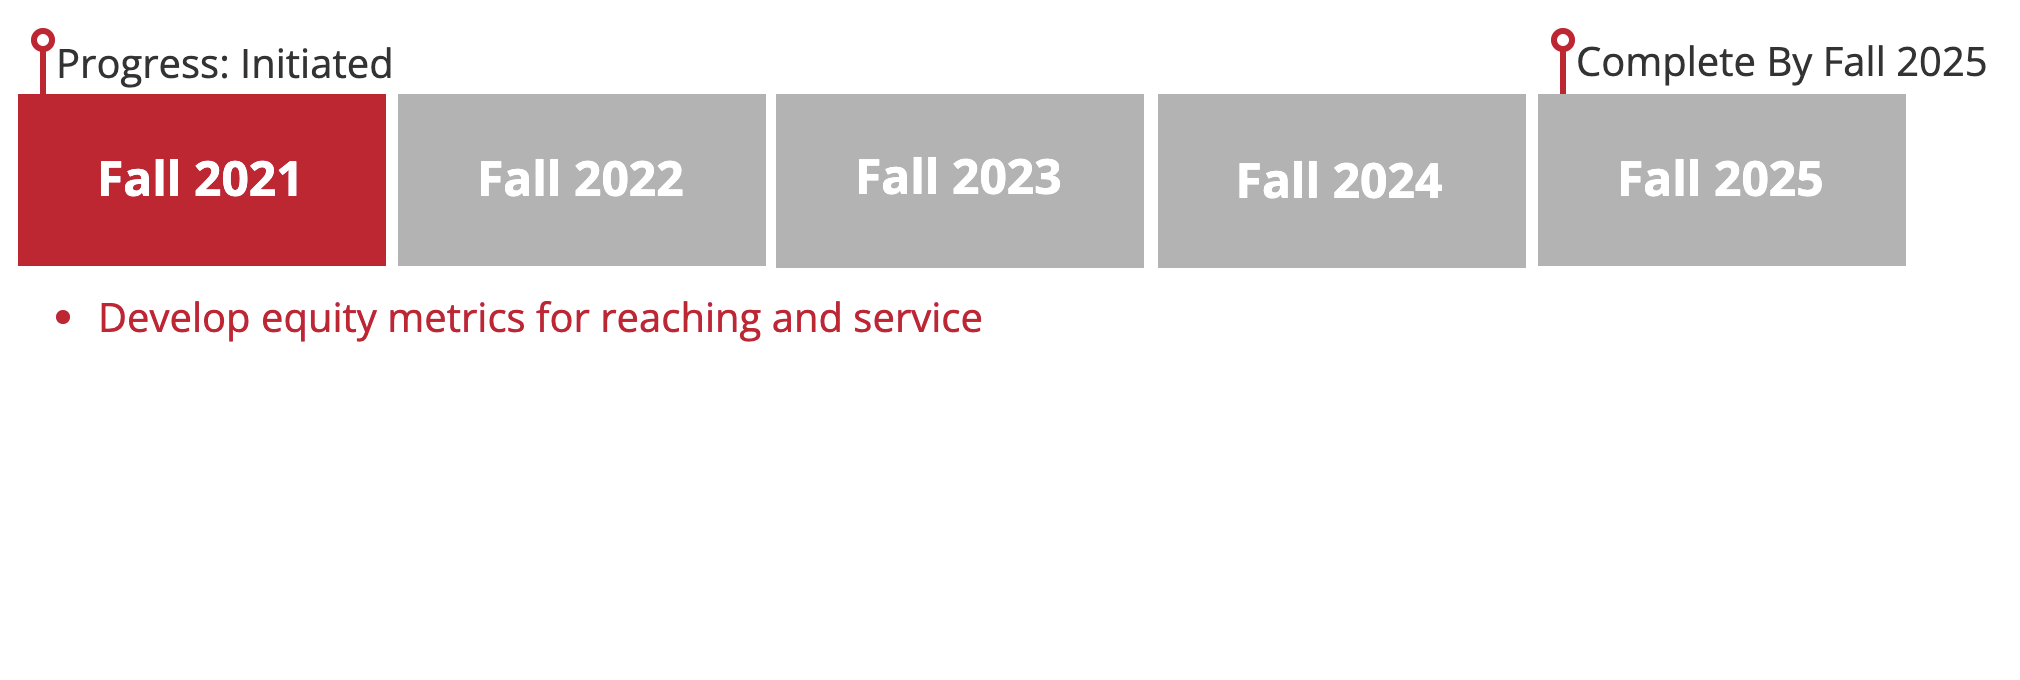 Progress: Initiated
Complete By Fall 2025
Fall 2021
Fall 2022
Fall 2023
Fall 2024
Fall 2025
• Develop equity metrics for reaching and service